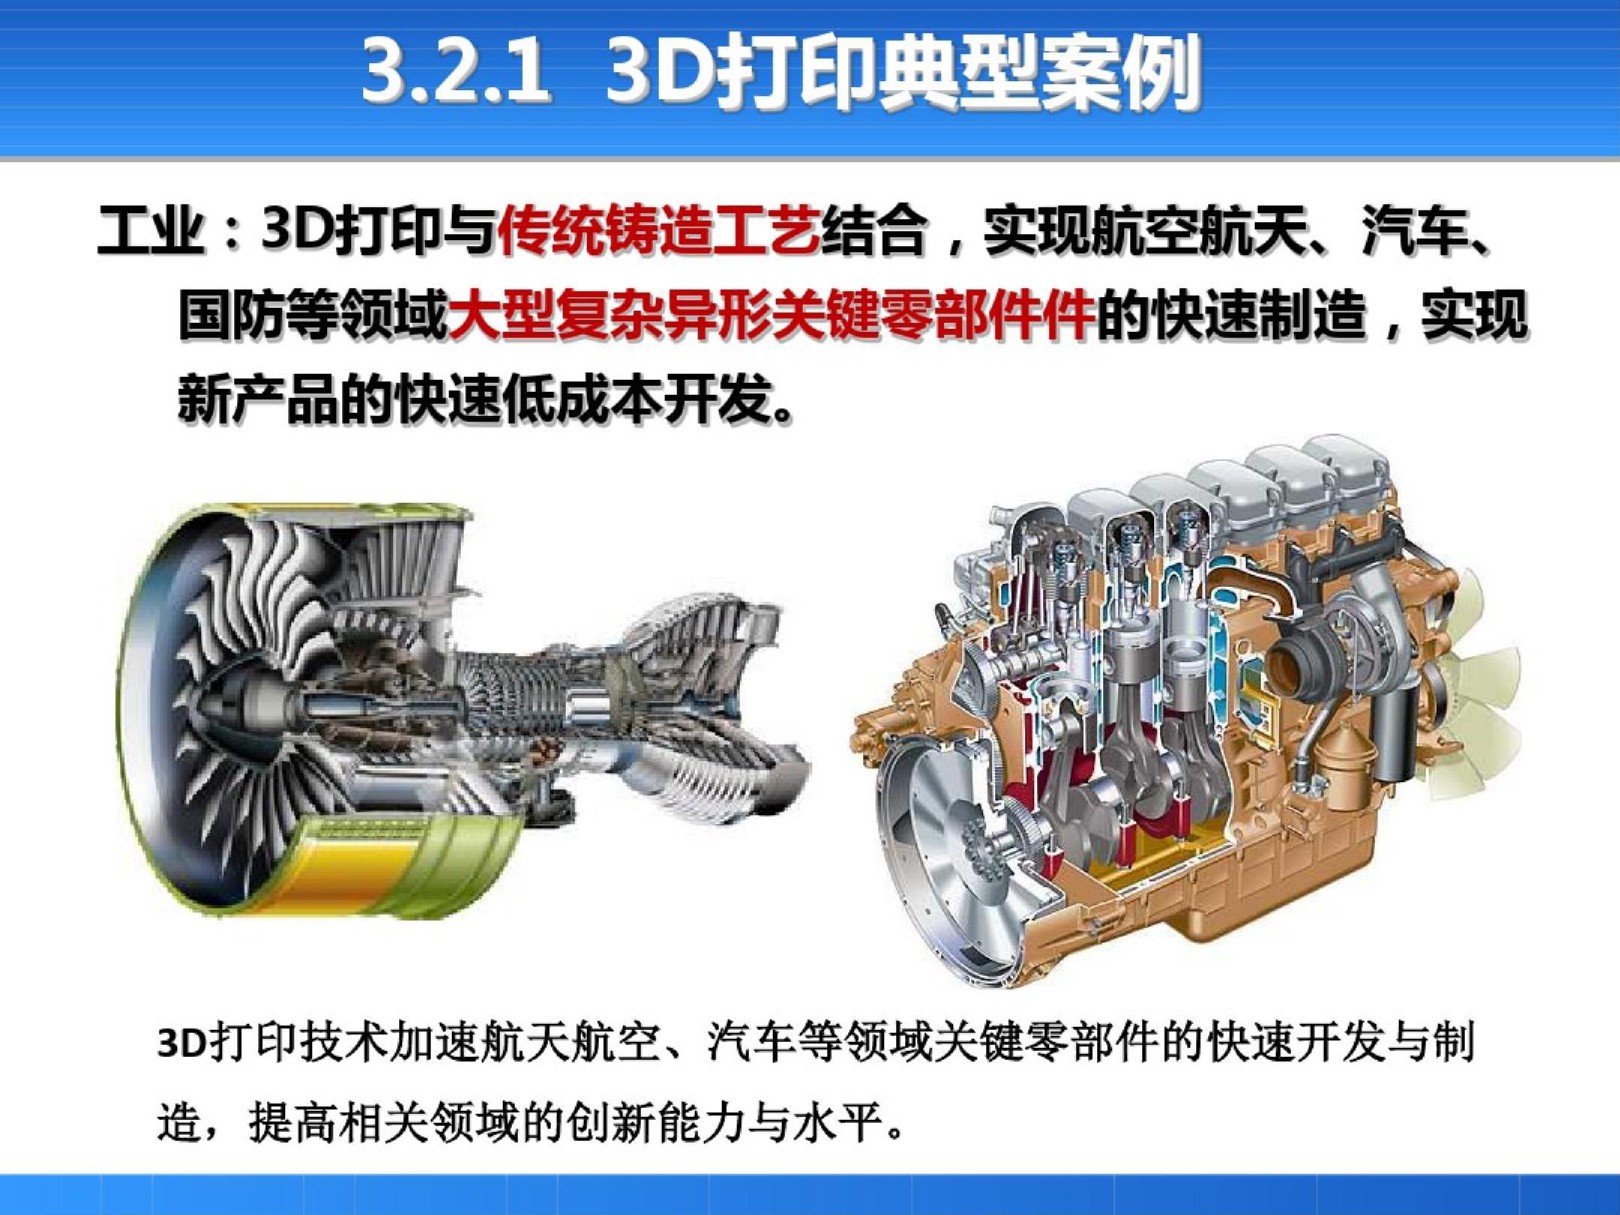 3.2.1 3D打印典型案例
工业：3D打印与传统铸造工艺结合，实现航空航天、汽车、
国防等领域大型复杂异形关键零部件件的快速制造，实现
新产品的快速低成本开发。
3D打印技术加速航天航空、汽车等领域关键零部件的快速开发与制
造，提高相关领域的创新能力与水平。